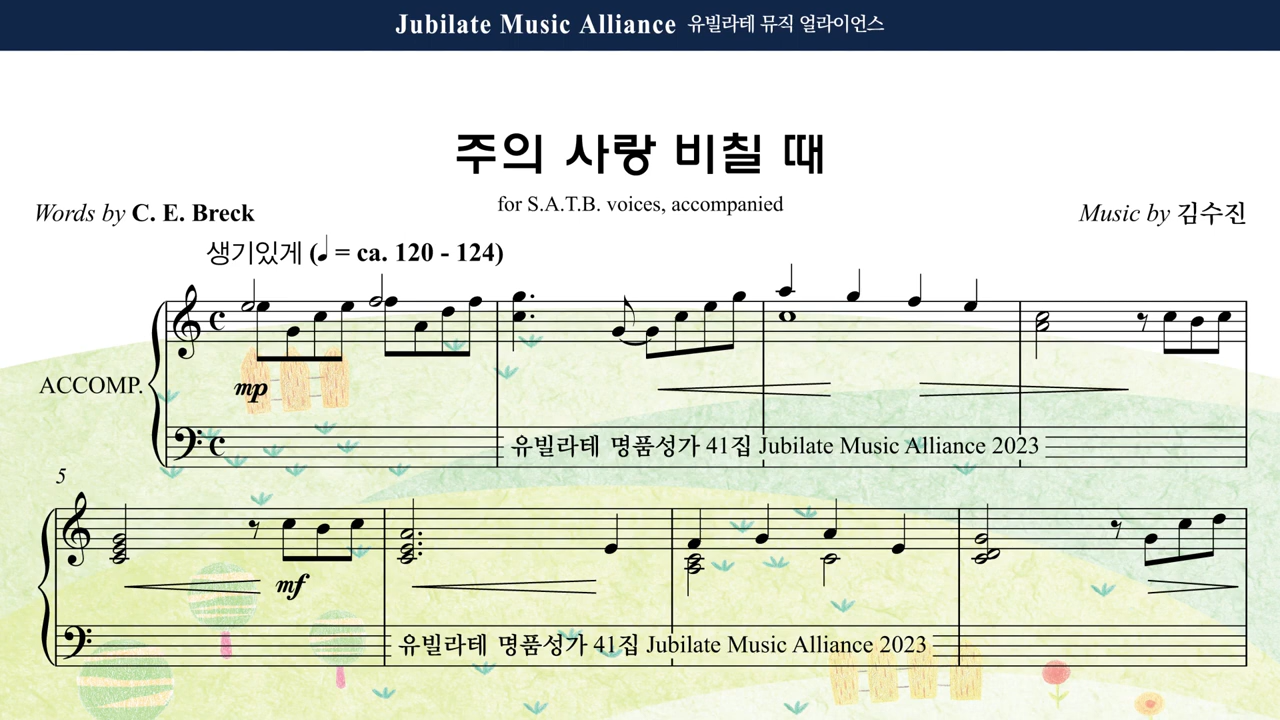 Jubilate Music Alliance 유빌라테 뮤직 얼라이언스
주의 사랑 비칠 때
for S.A.T.B. voices, accompanied
Words by C. E. Breck
Music by 김수진
생기있게 (♩ = ca. 120 - 124)
ACCOMP.
mp
유빌라테 명품성가 41집 Jubilate Music Alliance 2023
5
mf
유빌라테 명품성가 41집 Jubilate Music Alliance 2023